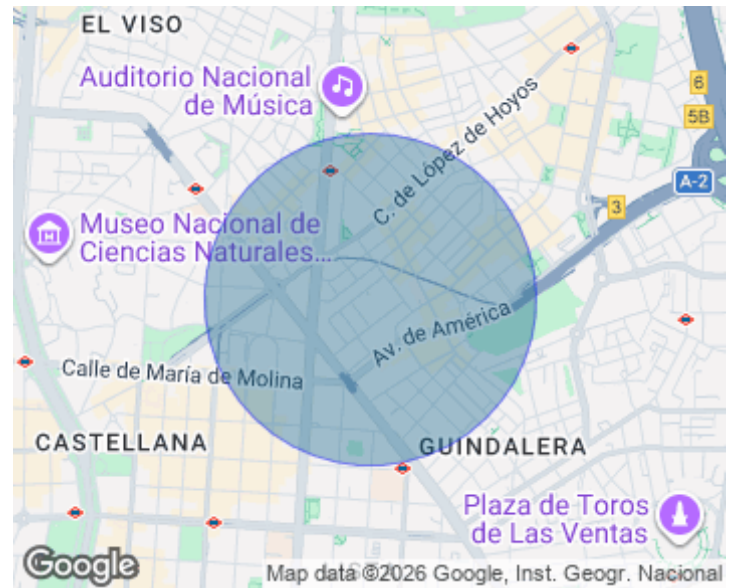 EL VISO
Auditorio Nacional
de Música
6
5B
C. de López de Hoyos
A-2
3
Museo Nacional de
Ciencias Naturales...
Av. de América
Calle de María de Molina
CASTELLANA
GUINDALERA
Plaza de Toros
de Las Ventas
Google
Map data ©2026 Google, Inst. Geogr. Nacional